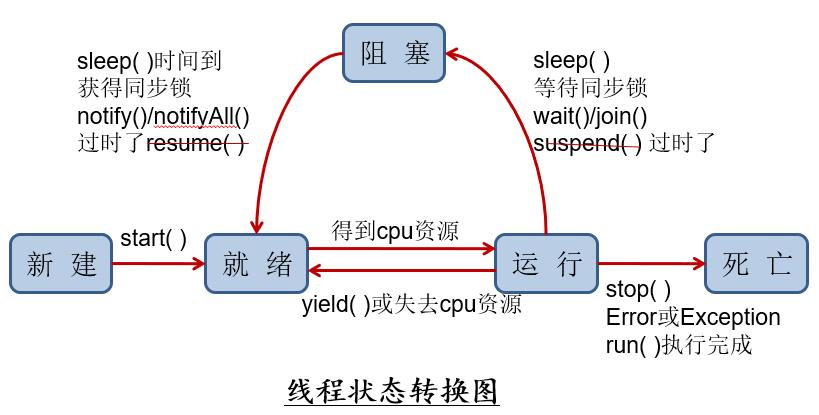 阻 塞
sleep( )时间到
获得同步锁
notify()/notifyAll()
过时了resume( )
sleep( )
等待同步锁
wait()/join()
suspend( ) 过时了
新 建
start( )
就 绪
得到cpu资源
yield( )或失去cpu资源
运 行
死 亡
stop( )
Error或Exception
run( )执行完成
线程状态转换图